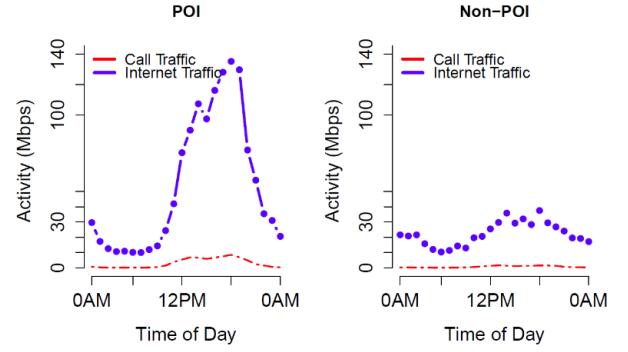 POI
Call Traffic
Internet Traffic
Activity (Mbps)
140
100
30
0
0AM
12PM
0AM
Time of Day
Non-POI
Call Traffic
Internet Traffic
Activity (Mbps)
140
100
30
0
0AM
12PM
0AM
Time of Day